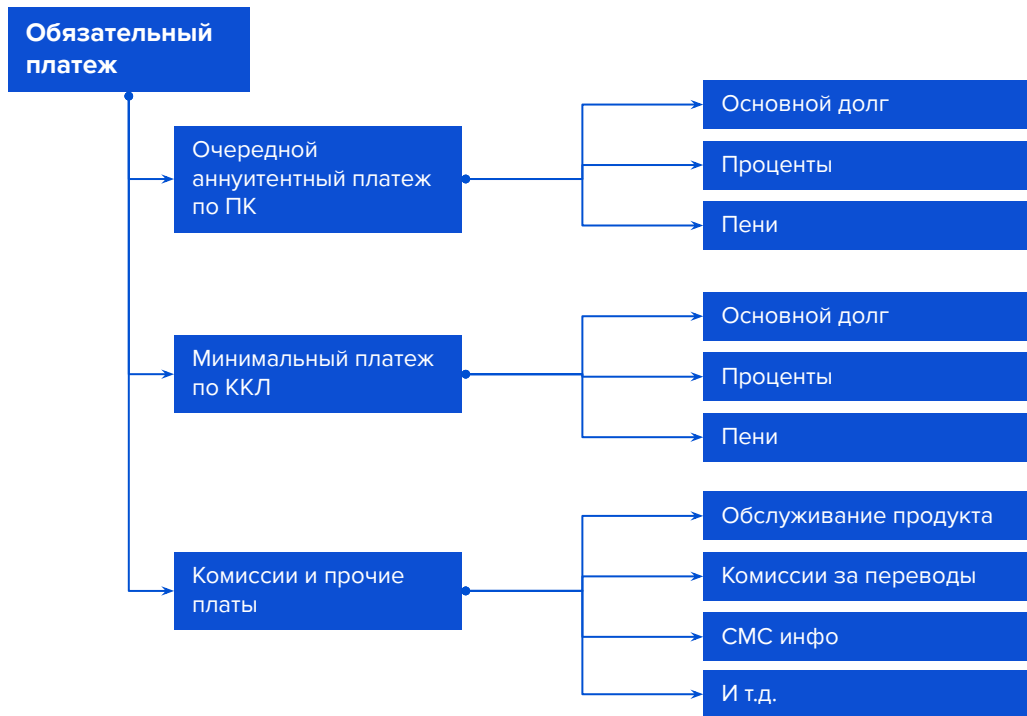 Обязательный
платеж
Очередной
аннуитентный платеж
по ПК
Основной долг
Проценты
Пени
Минимальный платеж
по ККЛ
Основной долг
Проценты
Пени
Комиссии и прочие
платы
Обслуживание продукта
Комиссии за переводы
СМС инфо
И т.д.